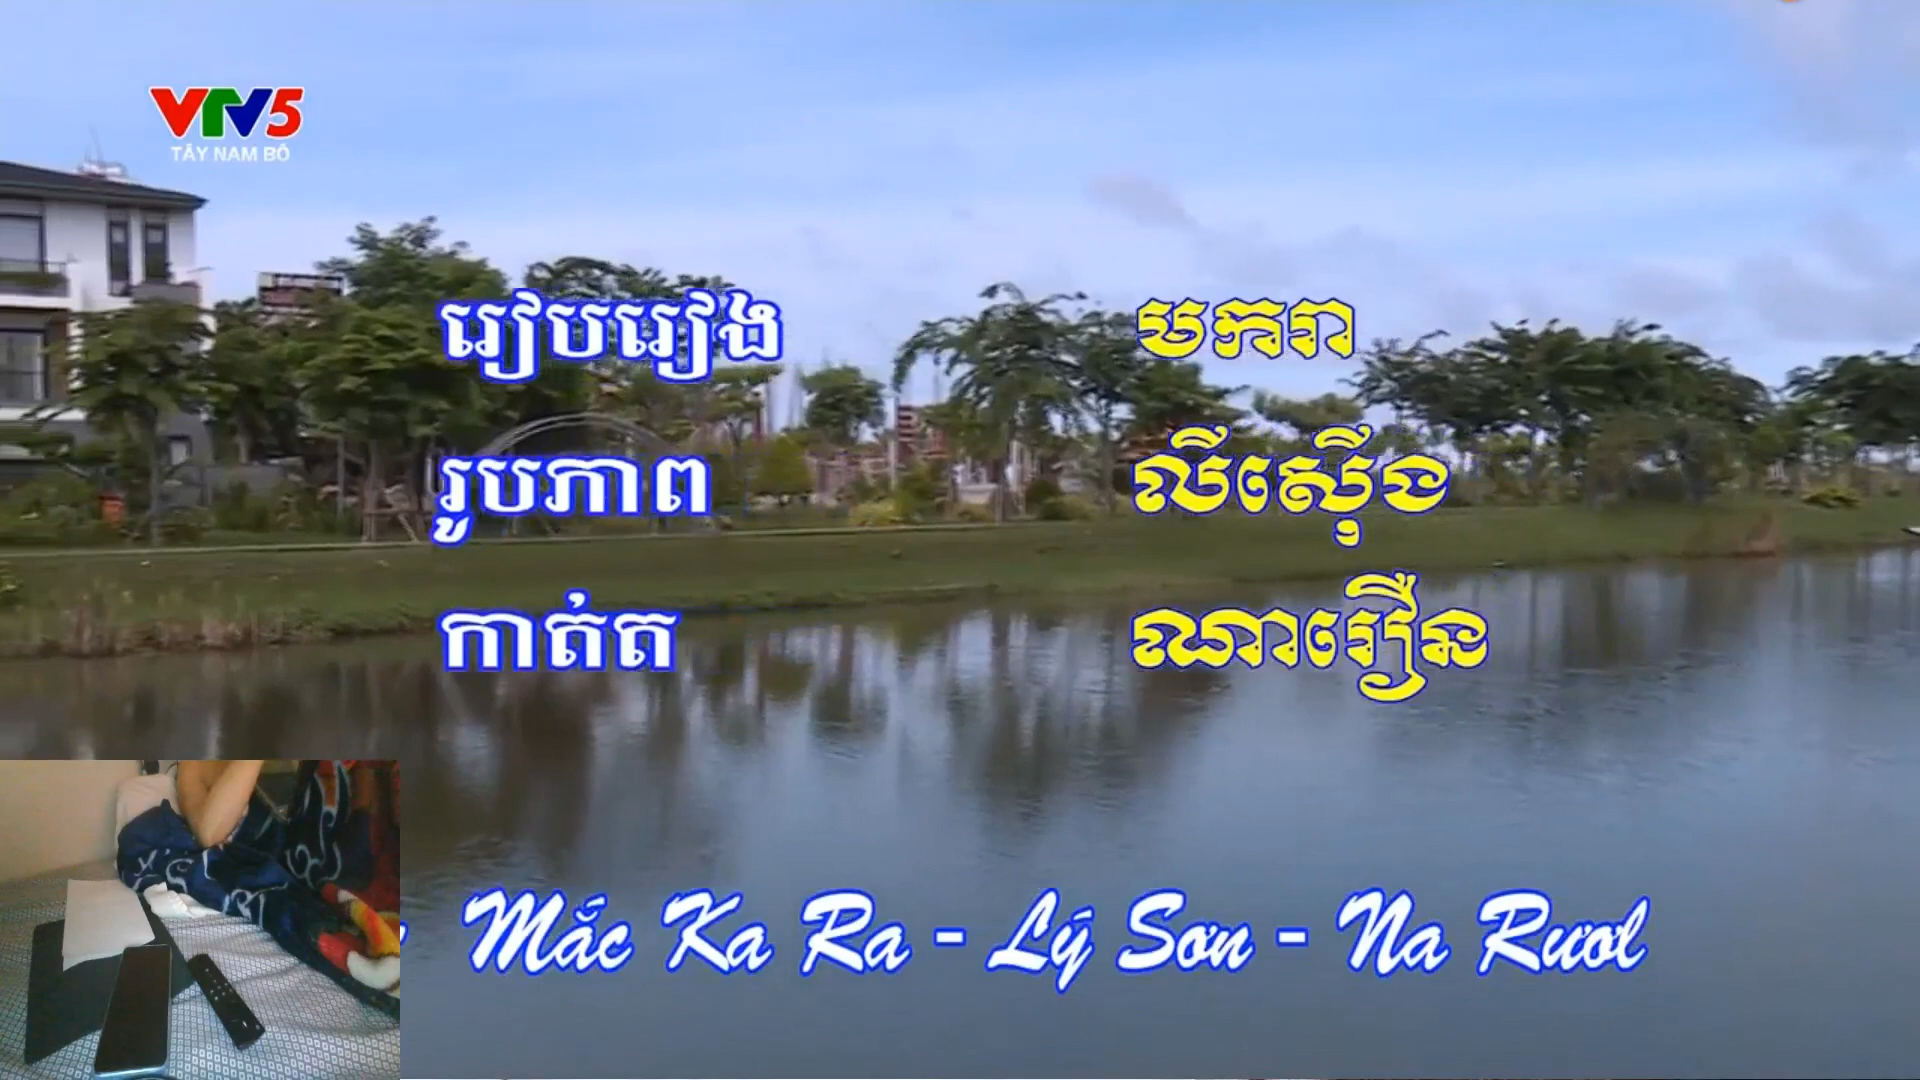 VTV5
TÂY NAM BỘ
រៀបរៀង មករា
រូបភាព លីស៊ើង
កាត់ត ណារឿន
Mắc Ka Ra - Lý Sơn - Na Rươl